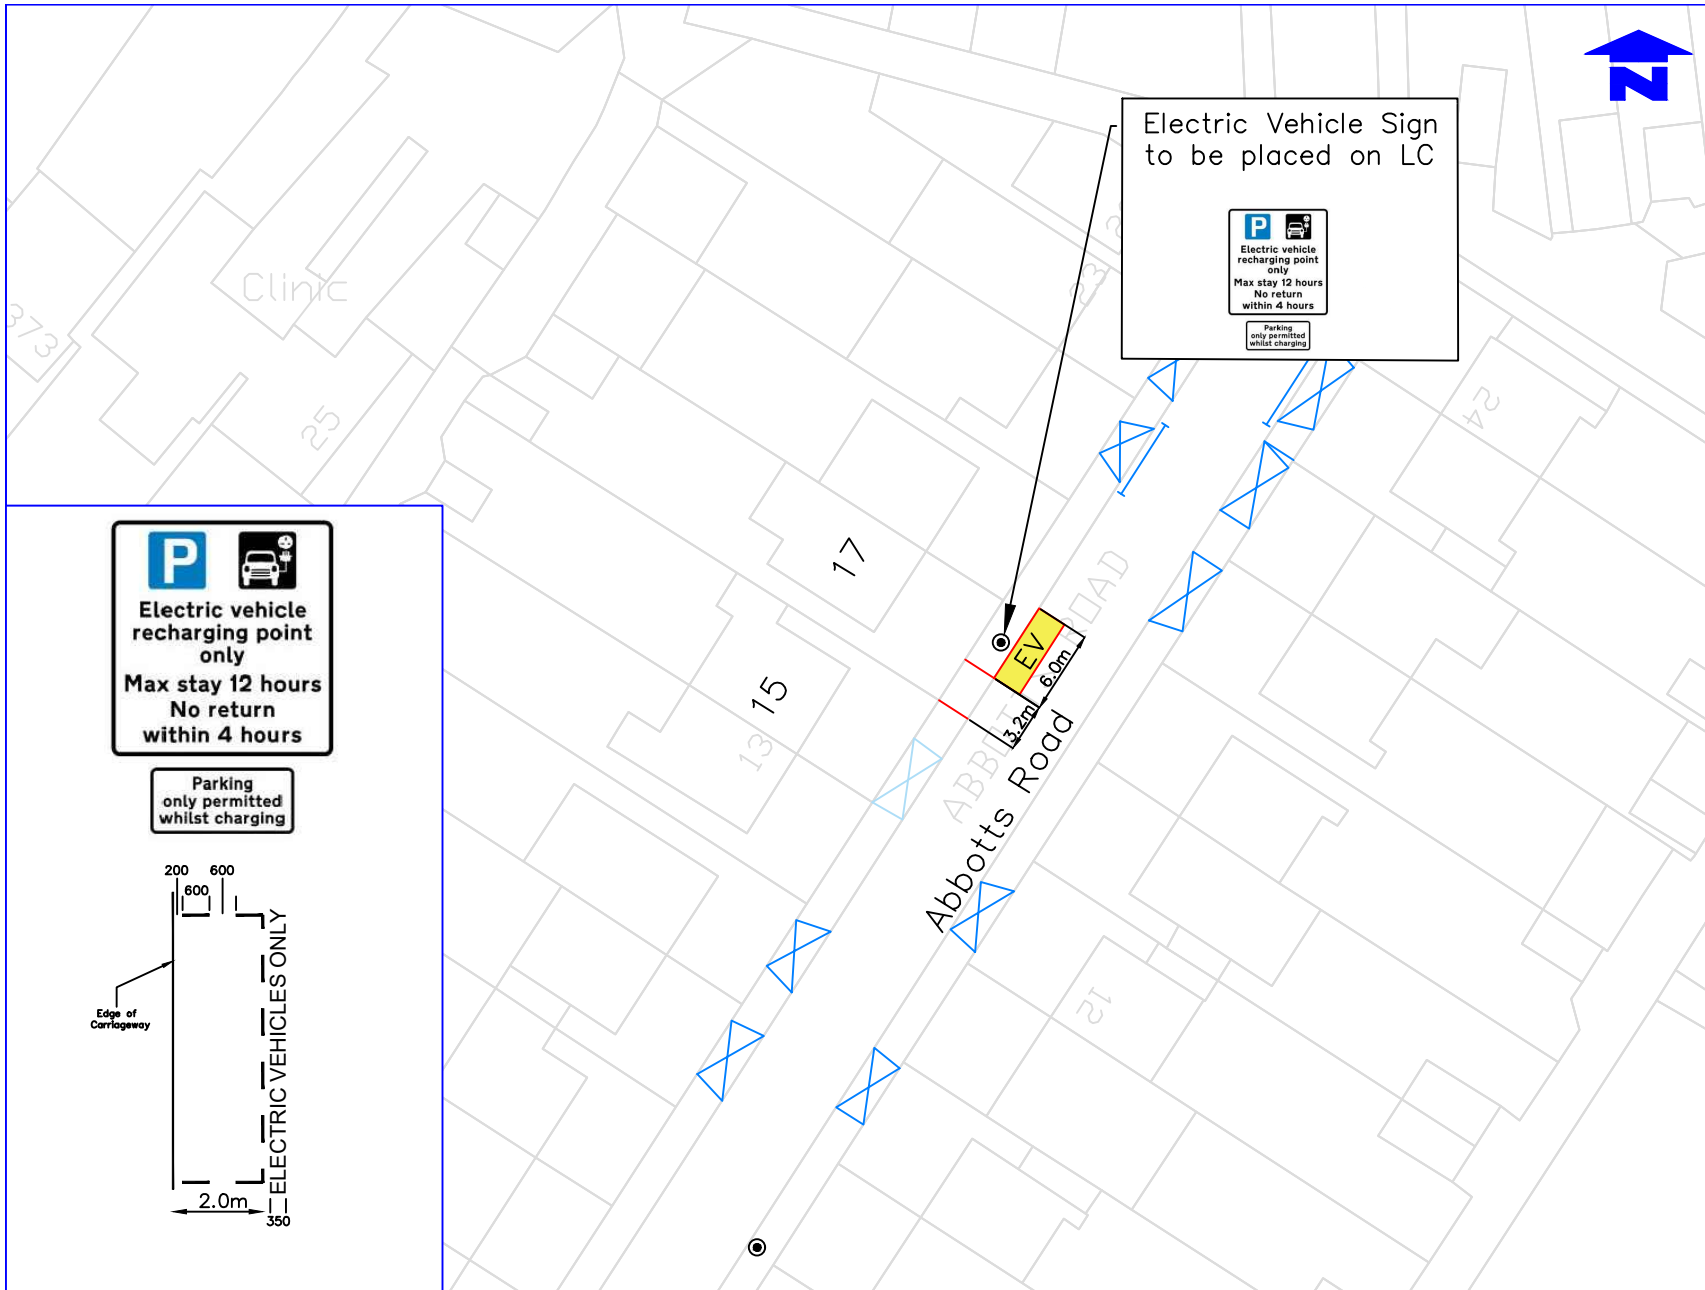 N
Electric Vehicle Sign
to be placed on LC
P
Electric vehicle
recharging point
only
Max stay 12 hours
No return
within 4 hours
Parking
only permitted
whilst charging
Clinic
373
25
23
24
17
15
13
12
EV
6.0m
3.2m
ROAD
Abbotts Road
P
Electric vehicle
recharging point
only
Max stay 12 hours
No return
within 4 hours
Parking
only permitted
whilst charging
200
600
600
Edge of
Carriageway
ELECTRIC VEHICLES ONLY
2.0m
350